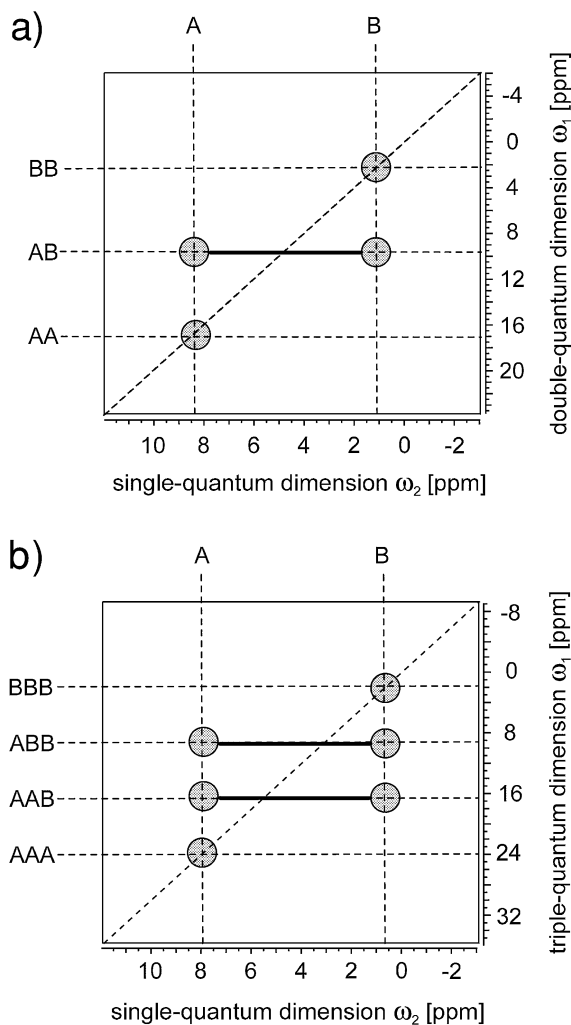 a)
A B
-4
0
BB
4
AB
8
12
AA
16
20
double-quantum dimension ω₁ [ppm]
10 8 6 4 2 0 -2
single-quantum dimension ω₂ [ppm]
b)
A B
-8
0
BBB
ABB
8
AAB
16
AAA
24
32
triple-quantum dimension ω₁ [ppm]
10 8 6 4 2 0 -2
single-quantum dimension ω₂ [ppm]